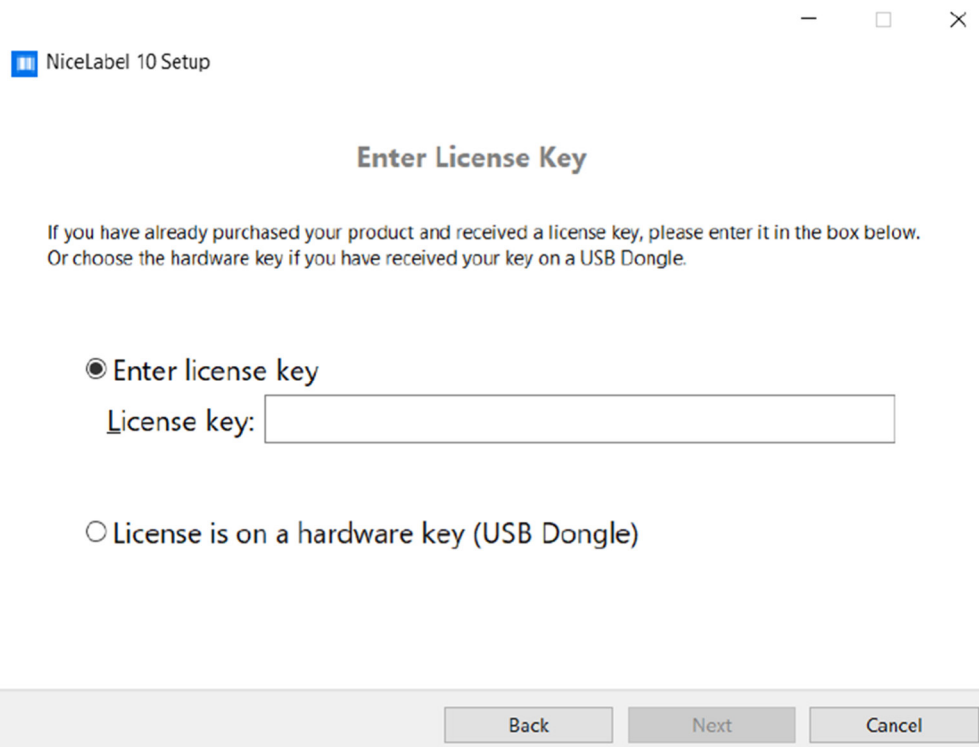 NiceLabel 10 Setup
Enter License Key
If you have already purchased your product and received a license key, please enter it in the box below.
Or choose the hardware key if you have received your key on a USB Dongle.
Enter license key
License key:
License is on a hardware key (USB Dongle)
Back Next Cancel